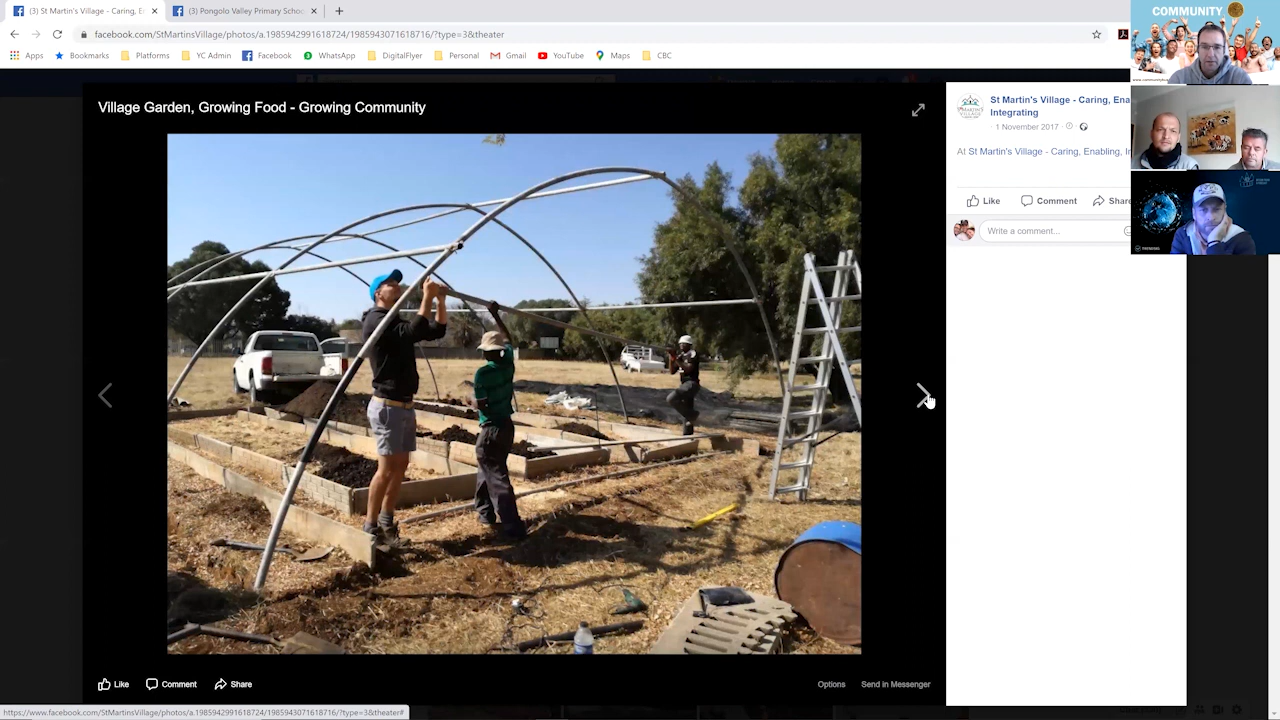 (3) St Martin's Village - Caring, E
(3) Pongolo Valley Primary Schoo
facebook.com/StMartinsVillage/photos/a.1985942991618724/1985943071618716/?type=3&theater
Apps
Bookmarks
Platforms
YC Admin
Facebook
WhatsApp
DigitalFlyer
Personal
Gmail
YouTube
Maps
CBC
COMMUNITY
Village Garden, Growing Food - Growing Community
St Martin's Village - Caring, Ena
Integrating
· 1 November 2017 ·
At St Martin's Village - Caring, Enabling, In
Like
Comment
Share
Write a comment...
Like
Comment
Share
Options
Send in Messenger
https://www.facebook.com/StMartinsVillage/photos/a.1985942991618724/1985943071618716/?type=3&theater#